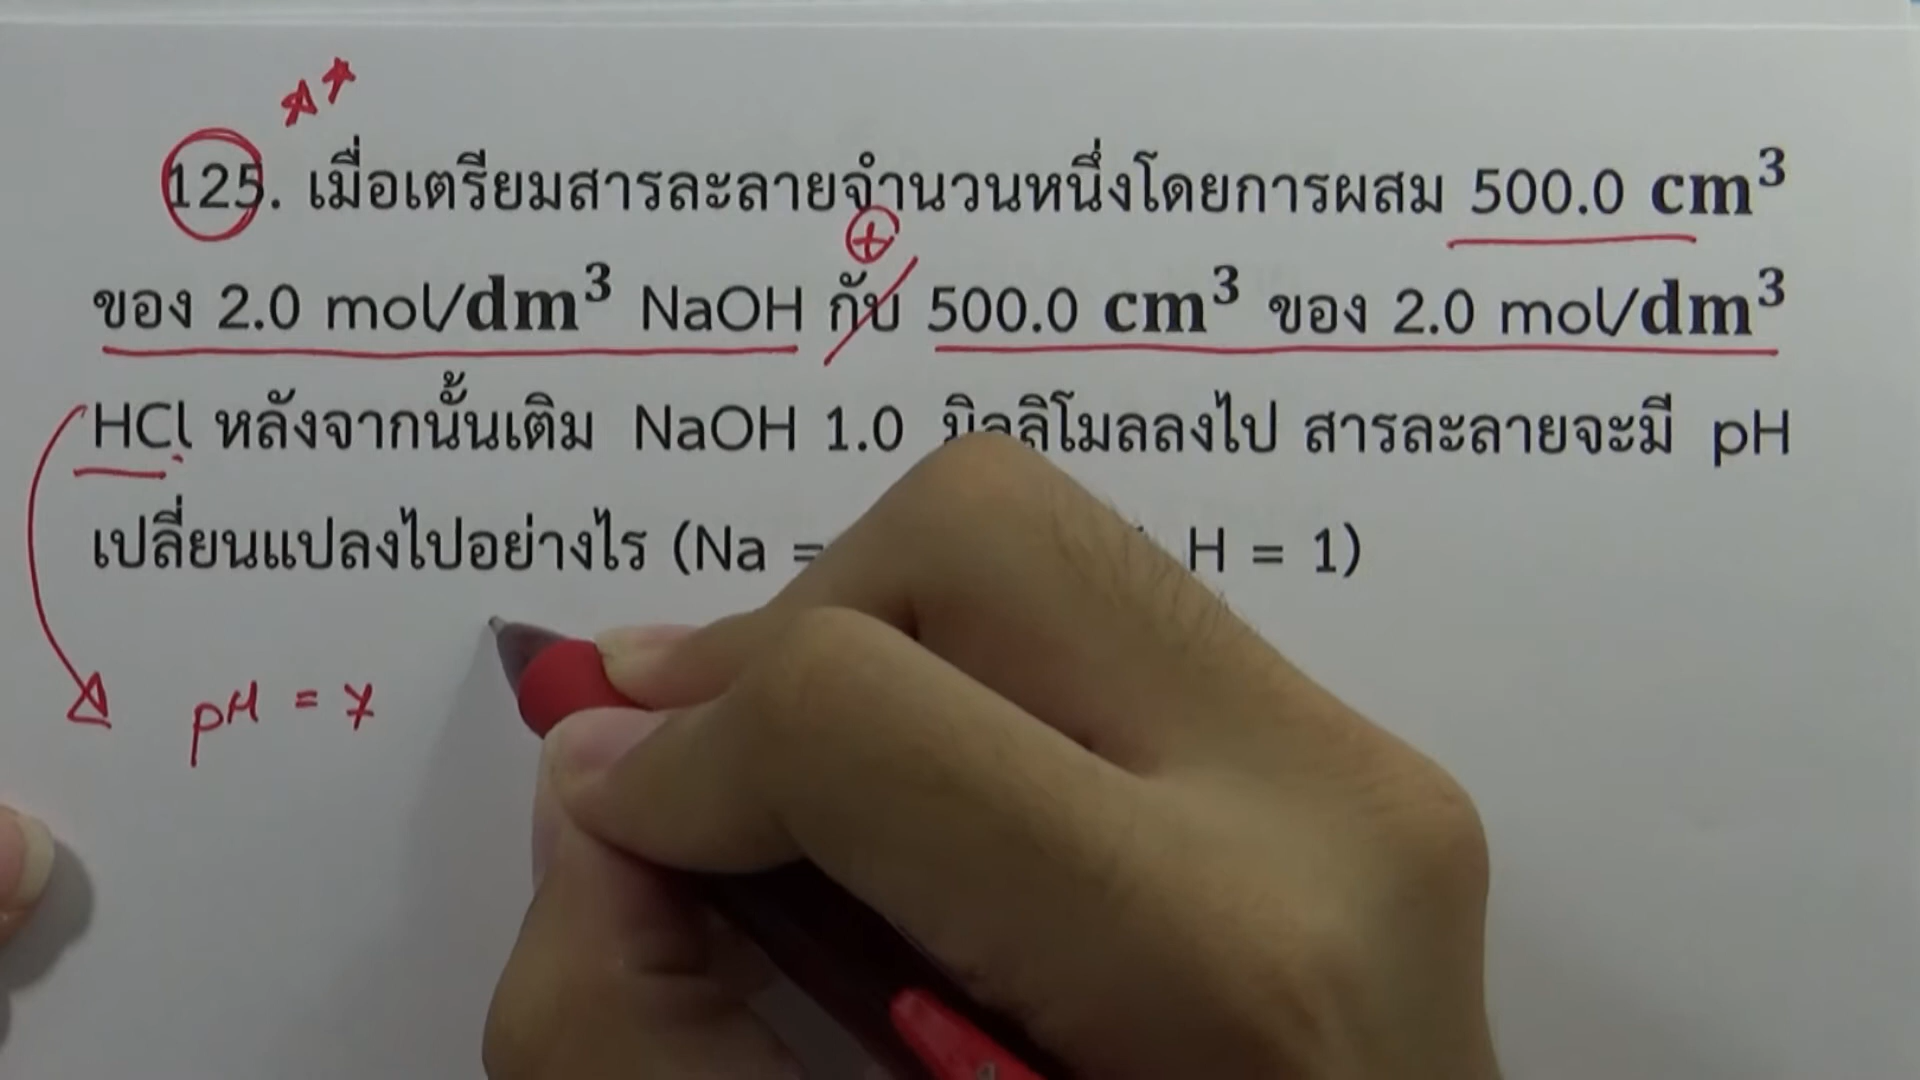 125. เมื่อเตรียมสารละลายจำนวนหนึ่งโดยการผสม 500.0 cm³
ของ 2.0 mol/dm³ NaOH กับ 500.0 cm³ ของ 2.0 mol/dm³
HCl หลังจากนั้นเติม NaOH 1.0 มิลลิโมลลงไป สารละลายจะมี pH
เปลี่ยนแปลงไปอย่างไร (Na = H = 1)
pH = 7